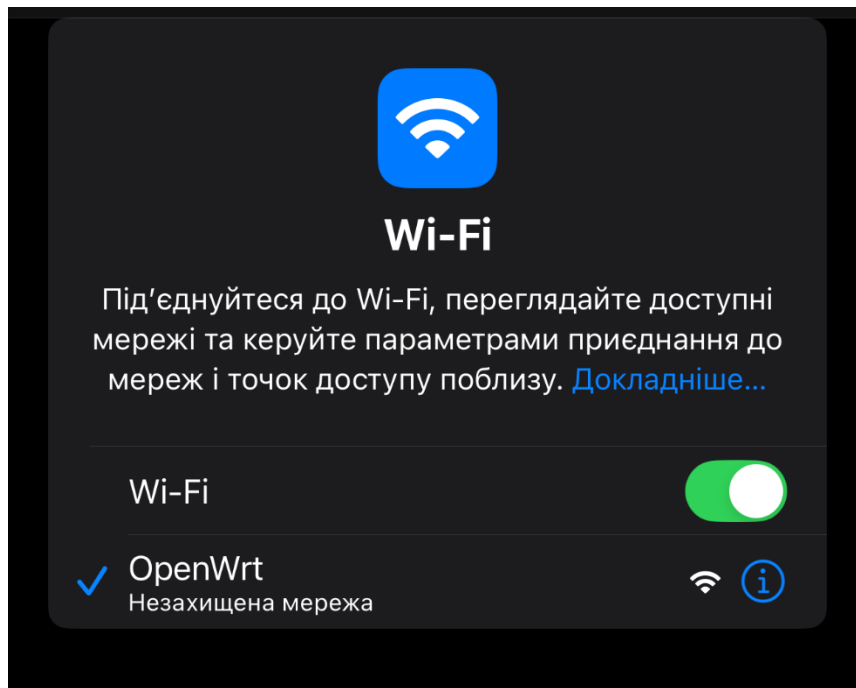 Wi-Fi
Під’єднуйтеся до Wi-Fi, переглядайте доступні
мережі та керуйте параметрами приєднання до
мереж і точок доступу поблизу. Докладніше...
Wi-Fi
OpenWrt
Незахищена мережа